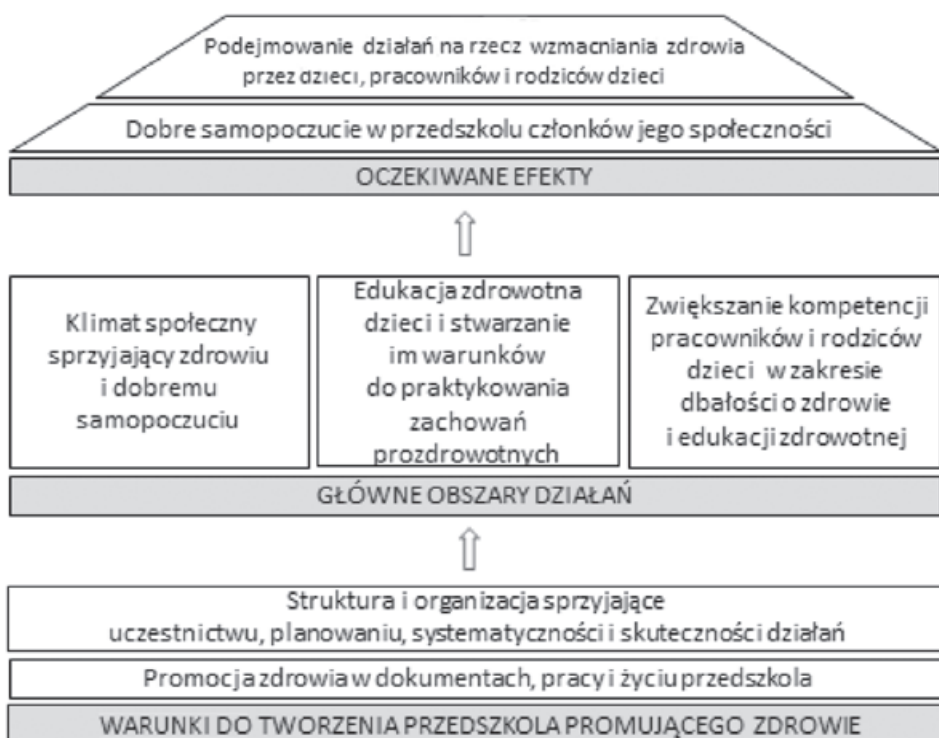 Podejmowanie działań na rzecz wzmacniania zdrowia
przez dzieci, pracowników i rodziców dzieci
Dobre samopoczucie w przedszkolu członków jego społeczności
OCZEKIWANE EFEKTY
Klimat społeczny
sprzyjający zdrowiu
i dobremu
samopoczuciu
Edukacja zdrowotna
dzieci i stwarzanie
im warunków
do praktykowania
zachowań
prozdrowotnych
Zwiększanie kompetencji
pracowników i rodziców
dzieci w zakresie
dbałości o zdrowie
i edukacji zdrowotnej
GŁÓWNE OBSZARY DZIAŁAŃ
Struktura i organizacja sprzyjające
uczestnictwu, planowaniu, systematyczności i skuteczności działań
Promocja zdrowia w dokumentach, pracy i życiu przedszkola
WARUNKI DO TWORZENIA PRZEDSZKOLA PROMUJĄCEGO ZDROWIE